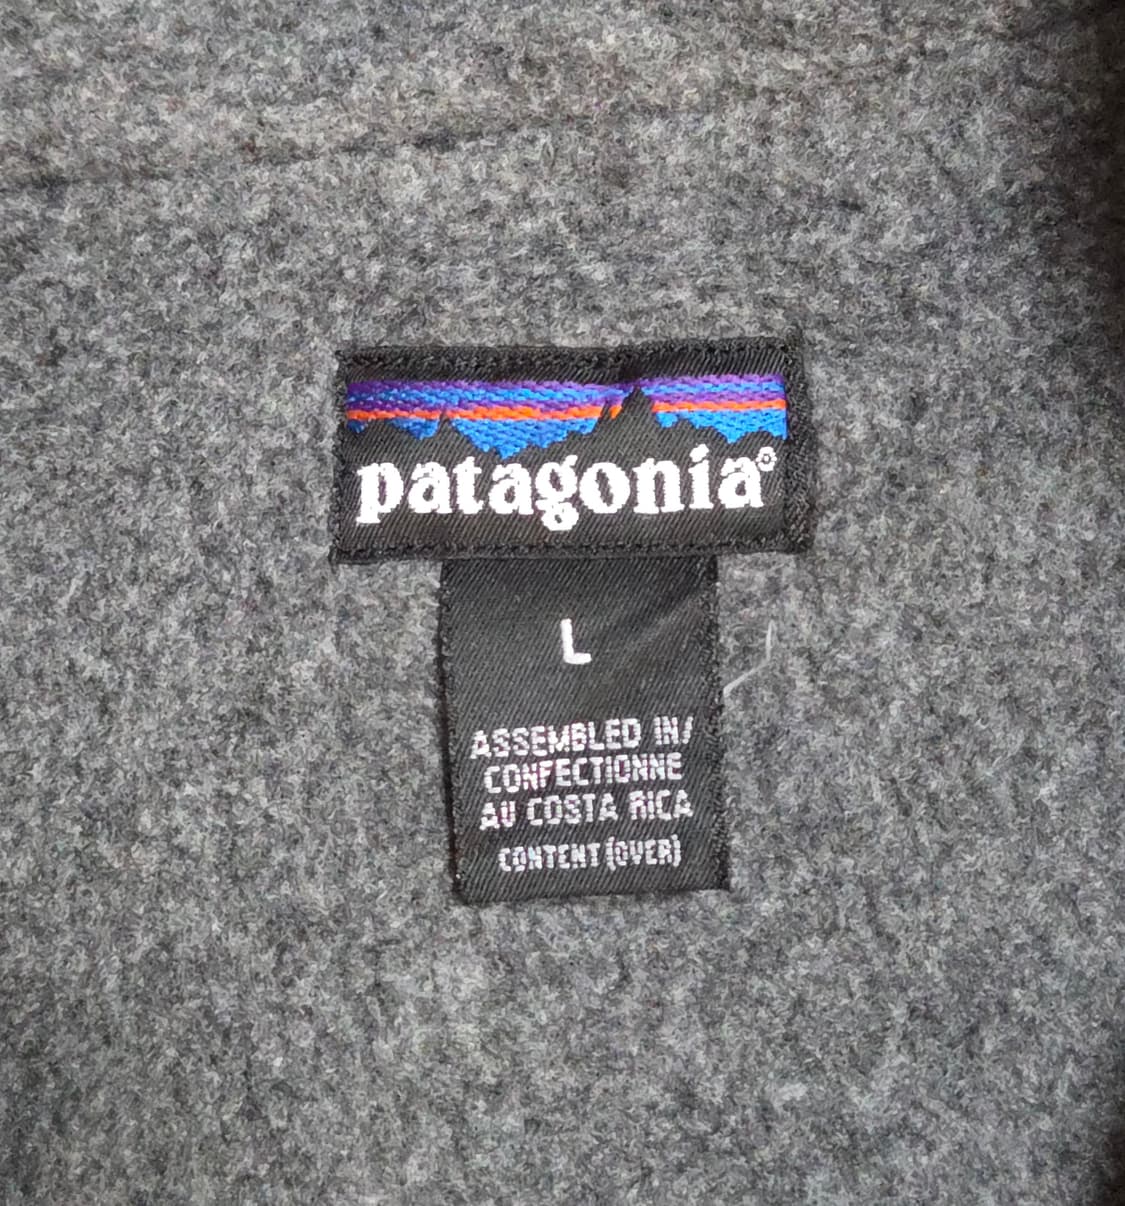 patagonia®
L
ASSEMBLED IN/
CONFECTIONNE
AU COSTA RICA
CONTENT (OVER)